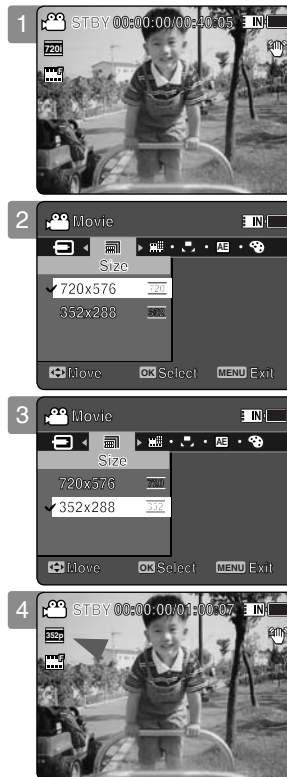 1
STBY 00:00:00/00:40:05 IN
720i
F
2
Movie IN
AE
Size
720x576 720
352x288 352
Move OK Select MENU Exit
3
Movie IN
AE
Size
720x576 720
352x288 352
Move OK Select MENU Exit
4
STBY 00:00:00/01:00:07 IN
352p
F